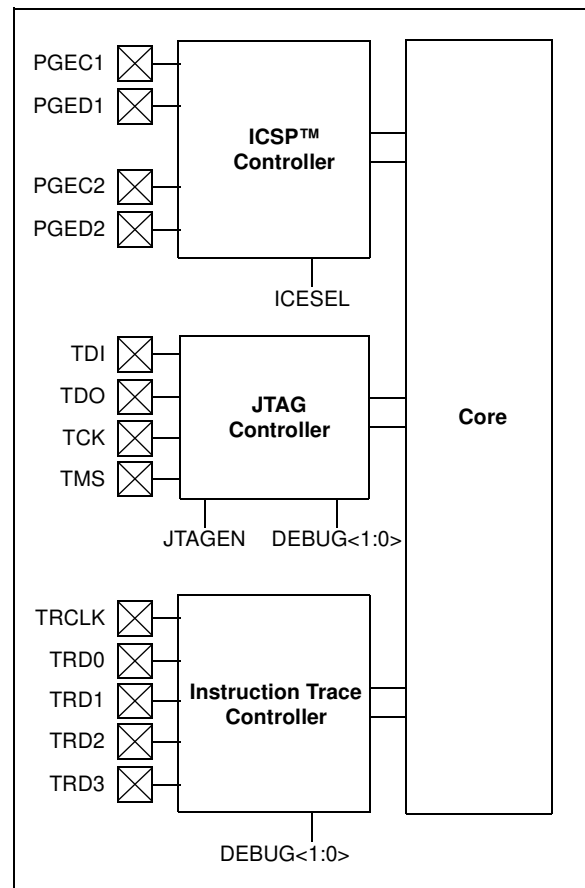 PGEC1
PGED1
ICSP™
Controller
PGEC2
PGED2
ICESEL
TDI
TDO
TCK
TMS
JTAG
Controller
Core
JTAGEN DEBUG<1:0>
TRCLK
TRD0
TRD1
TRD2
TRD3
Instruction Trace
Controller
DEBUG<1:0>